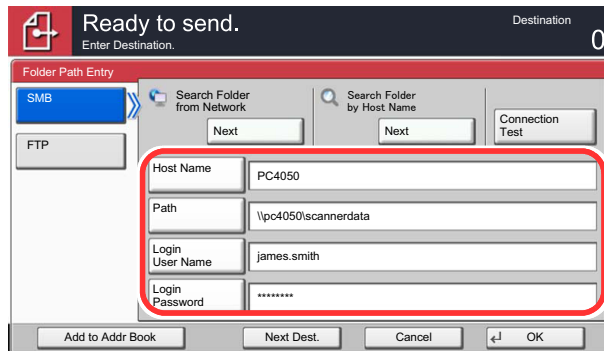 Ready to send.
Destination
Enter Destination.
0
Folder Path Entry
SMB
FTP
Search Folder
from Network
Next
Search Folder
by Host Name
Next
Connection
Test
Host Name
PC4050
Path
\\pc4050\scannerdata
Login
User Name
james.smith
Login
Password
********
Add to Addr Book
Next Dest.
Cancel
OK